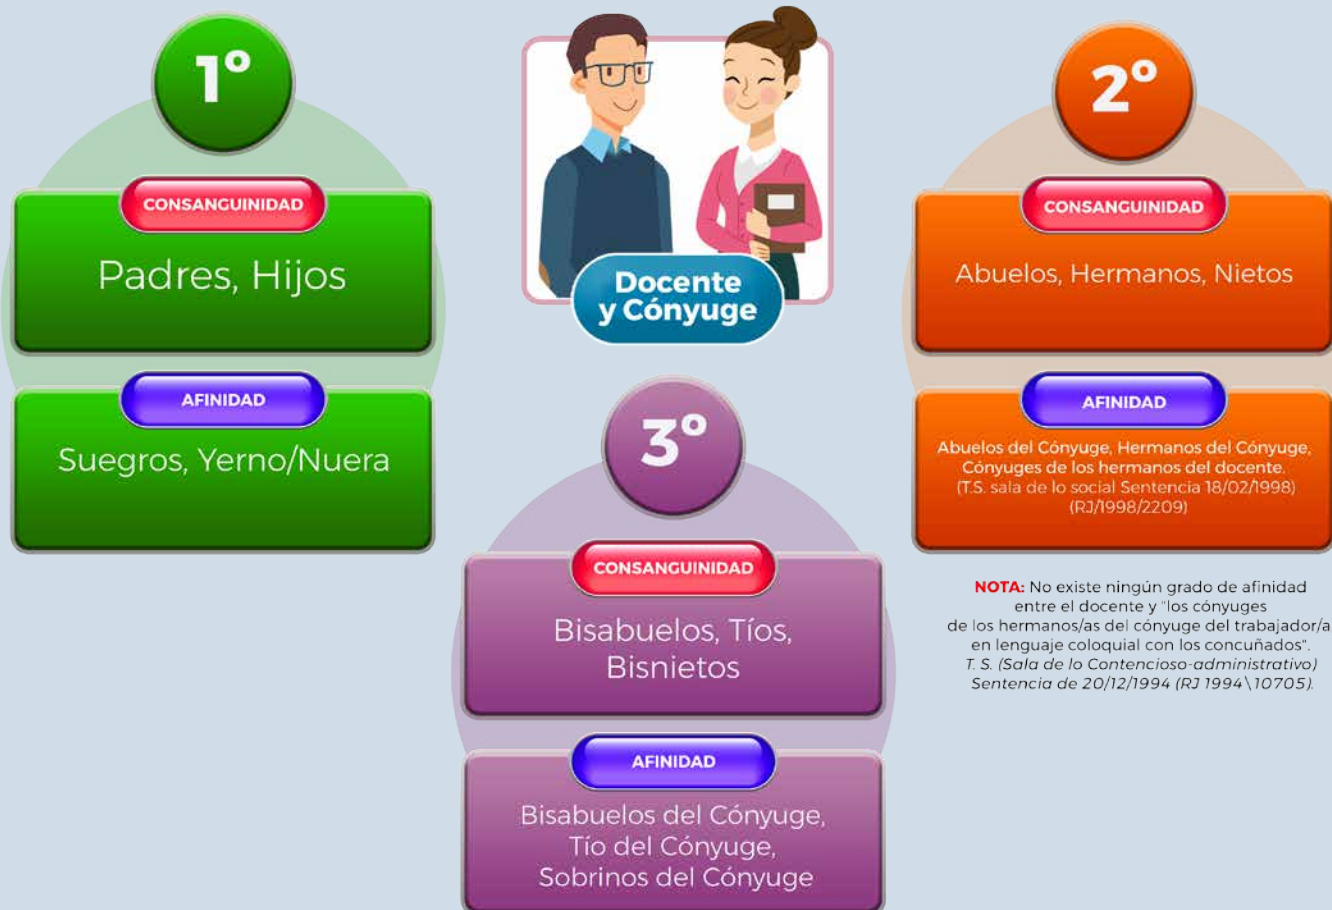 1º
CONSANGUINIDAD
Padres, Hijos
AFINIDAD
Suegros, Yerno/Nuera
Docente
y Cónyuge
2º
CONSANGUINIDAD
Abuelos, Hermanos, Nietos
AFINIDAD
Abuelos del Cónyuge, Hermanos del Cónyuge,
Cónyuges de los hermanos del docente.
(T.S. sala de lo social Sentencia 18/02/1998)
(RJ/1998/2209)
NOTA: No existe ningún grado de afinidad
entre el docente y "los cónyuges
de los hermanos/as del cónyuge del trabajador/a
en lenguaje coloquial con los concuñados".
T. S. (Sala de lo Contencioso-administrativo)
Sentencia de 20/12/1994 (RJ 1994\10705).
3º
CONSANGUINIDAD
Bisabuelos, Tíos,
Bisnietos
AFINIDAD
Bisabuelos del Cónyuge,
Tío del Cónyuge,
Sobrinos del Cónyuge